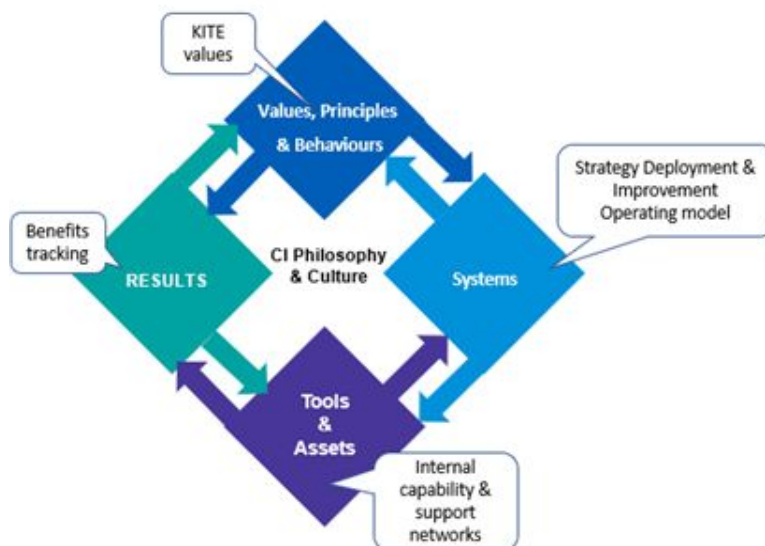 KITE
values
Values, Principles
& Behaviours
Strategy Deployment &
Improvement
Operating model
Benefits
tracking
RESULTS
CI Philosophy
& Culture
Systems
Tools
&
Assets
Internal
capability &
support
networks